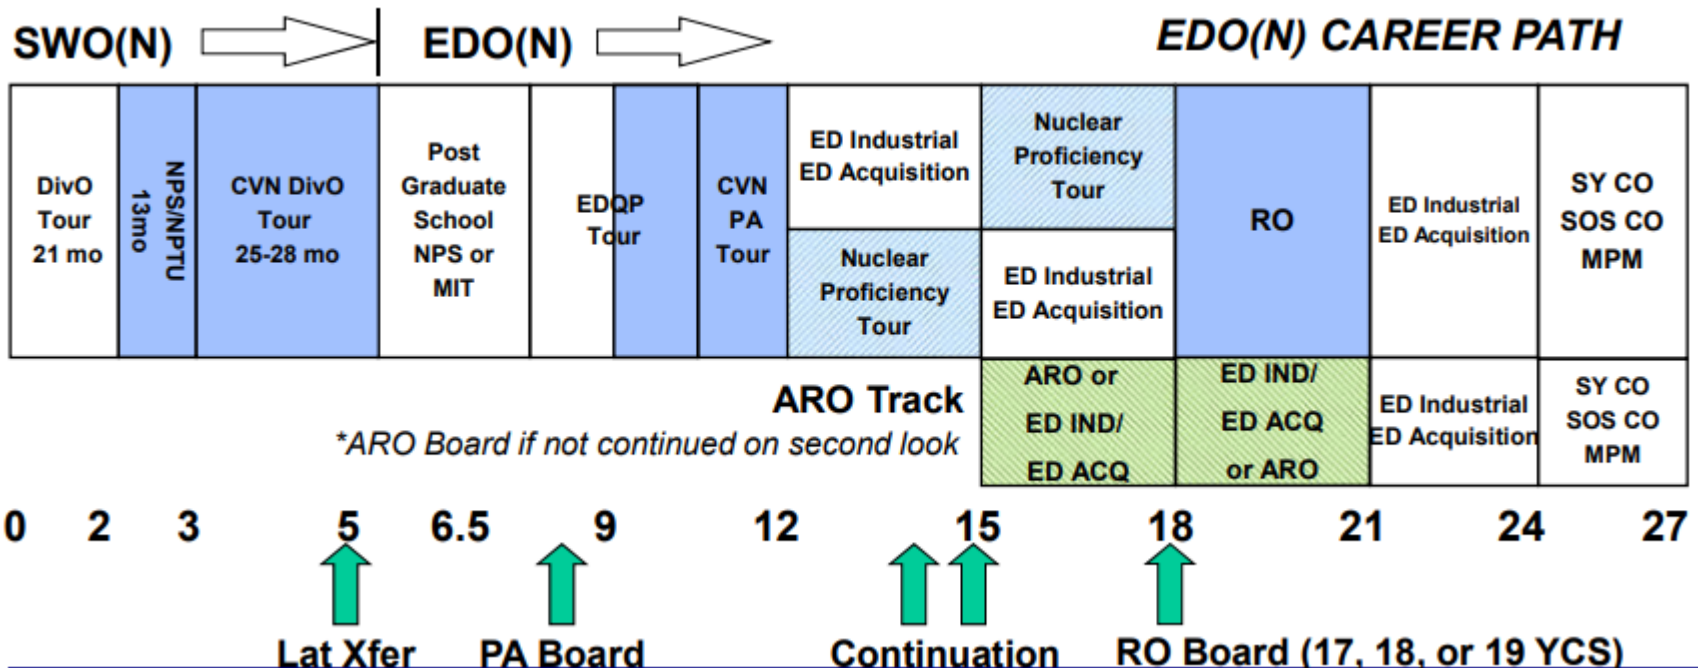 SWO(N)
EDO(N)
EDO(N) CAREER PATH
DivO
Tour
21 mo
NPS/NPTU
13mo
CVN DivO
Tour
25-28 mo
Post
Graduate
School
NPS or
MIT
EDQP
Tour
CVN
PA
Tour
ED Industrial
ED Acquisition
Nuclear
Proficiency
Tour
Nuclear
Proficiency
Tour
ED Industrial
ED Acquisition
RO
ED Industrial
ED Acquisition
SY CO
SOS CO
MPM
ARO Track
*ARO Board if not continued on second look
ARO or
ED IND/
ED ACQ
ED IND/
ED ACQ
or ARO
ED Industrial
ED Acquisition
SY CO
SOS CO
MPM
0 2 3 5 6.5 9 12 15 18 21 24 27
Lat Xfer PA Board Continuation RO Board (17, 18, or 19 YCS)